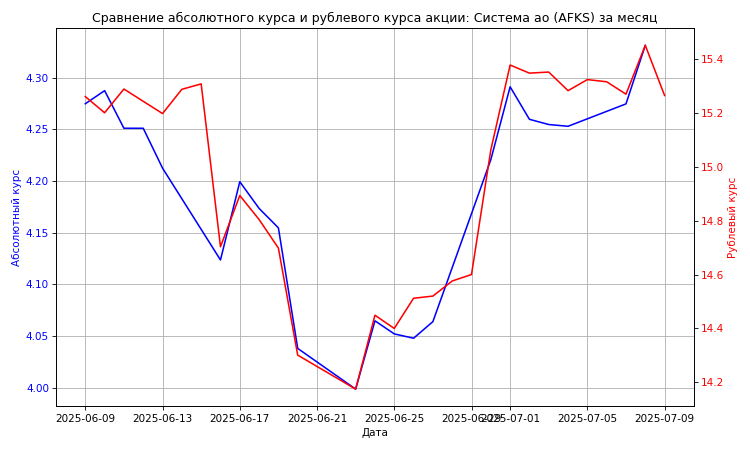 Сравнение абсолютного курса и рублевого курса акции: Система ао (AFKS) за месяц
Абсолютный курс
4.30
4.25
4.20
4.15
4.10
4.05
4.00
15.4
15.2
15.0
14.8
14.6
14.4
14.2
Рублевый курс
2025-06-09 2025-06-13 2025-06-17 2025-06-21 2025-06-25 2025-06-29 2025-07-01 2025-07-05 2025-07-09
Дата